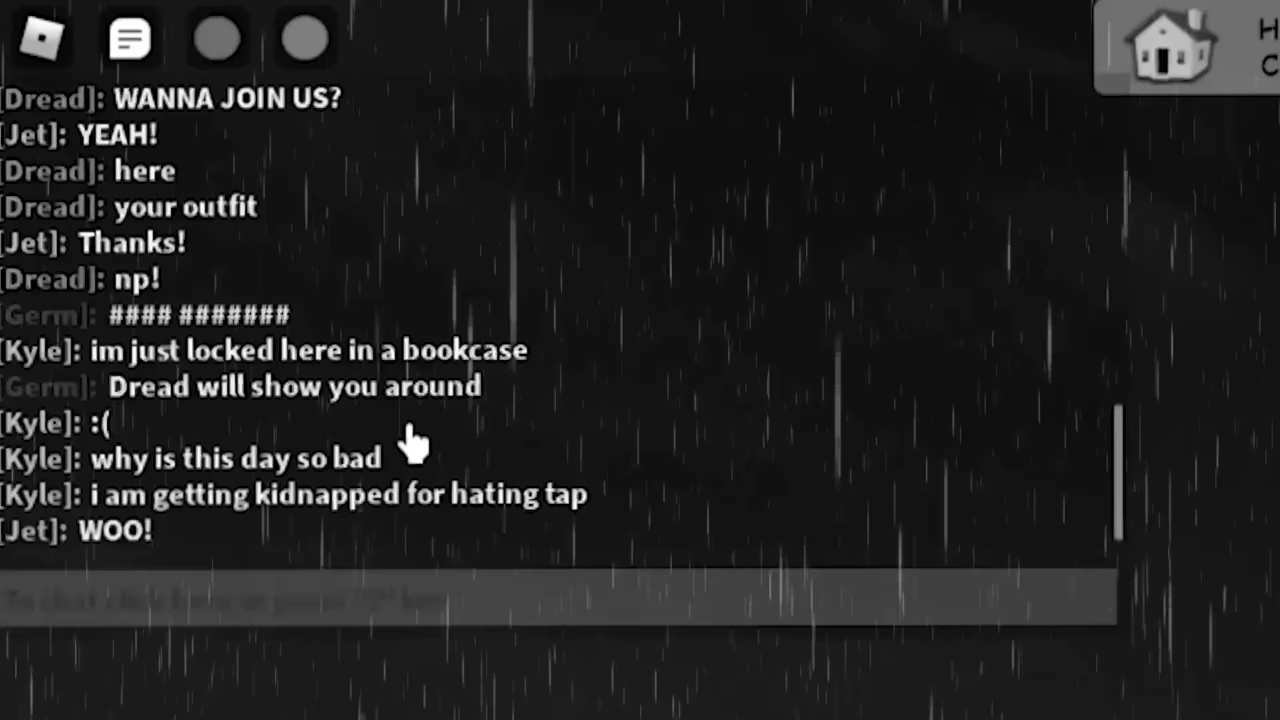 [Dread]: WANNA JOIN US?
[Jet]: YEAH!
[Dread]: here
[Dread]: your outfit
[Jet]: Thanks!
[Dread]: np!
[Germ]: #### #######
[Kyle]: im just locked here in a bookcase
[Germ]: Dread will show you around
[Kyle]: :(
[Kyle]: why is this day so bad
[Kyle]: i am getting kidnapped for hating tap
[Jet]: WOO!